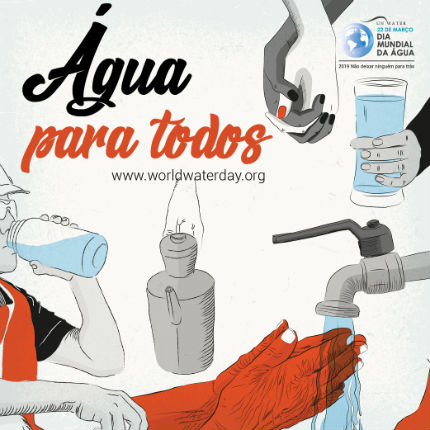 Água
para todos
www.worldwaterday.org
UN WATER
22 DE MARÇO
DIA
MUNDIAL
DA ÁGUA
2019 Não deixar ninguém para trás